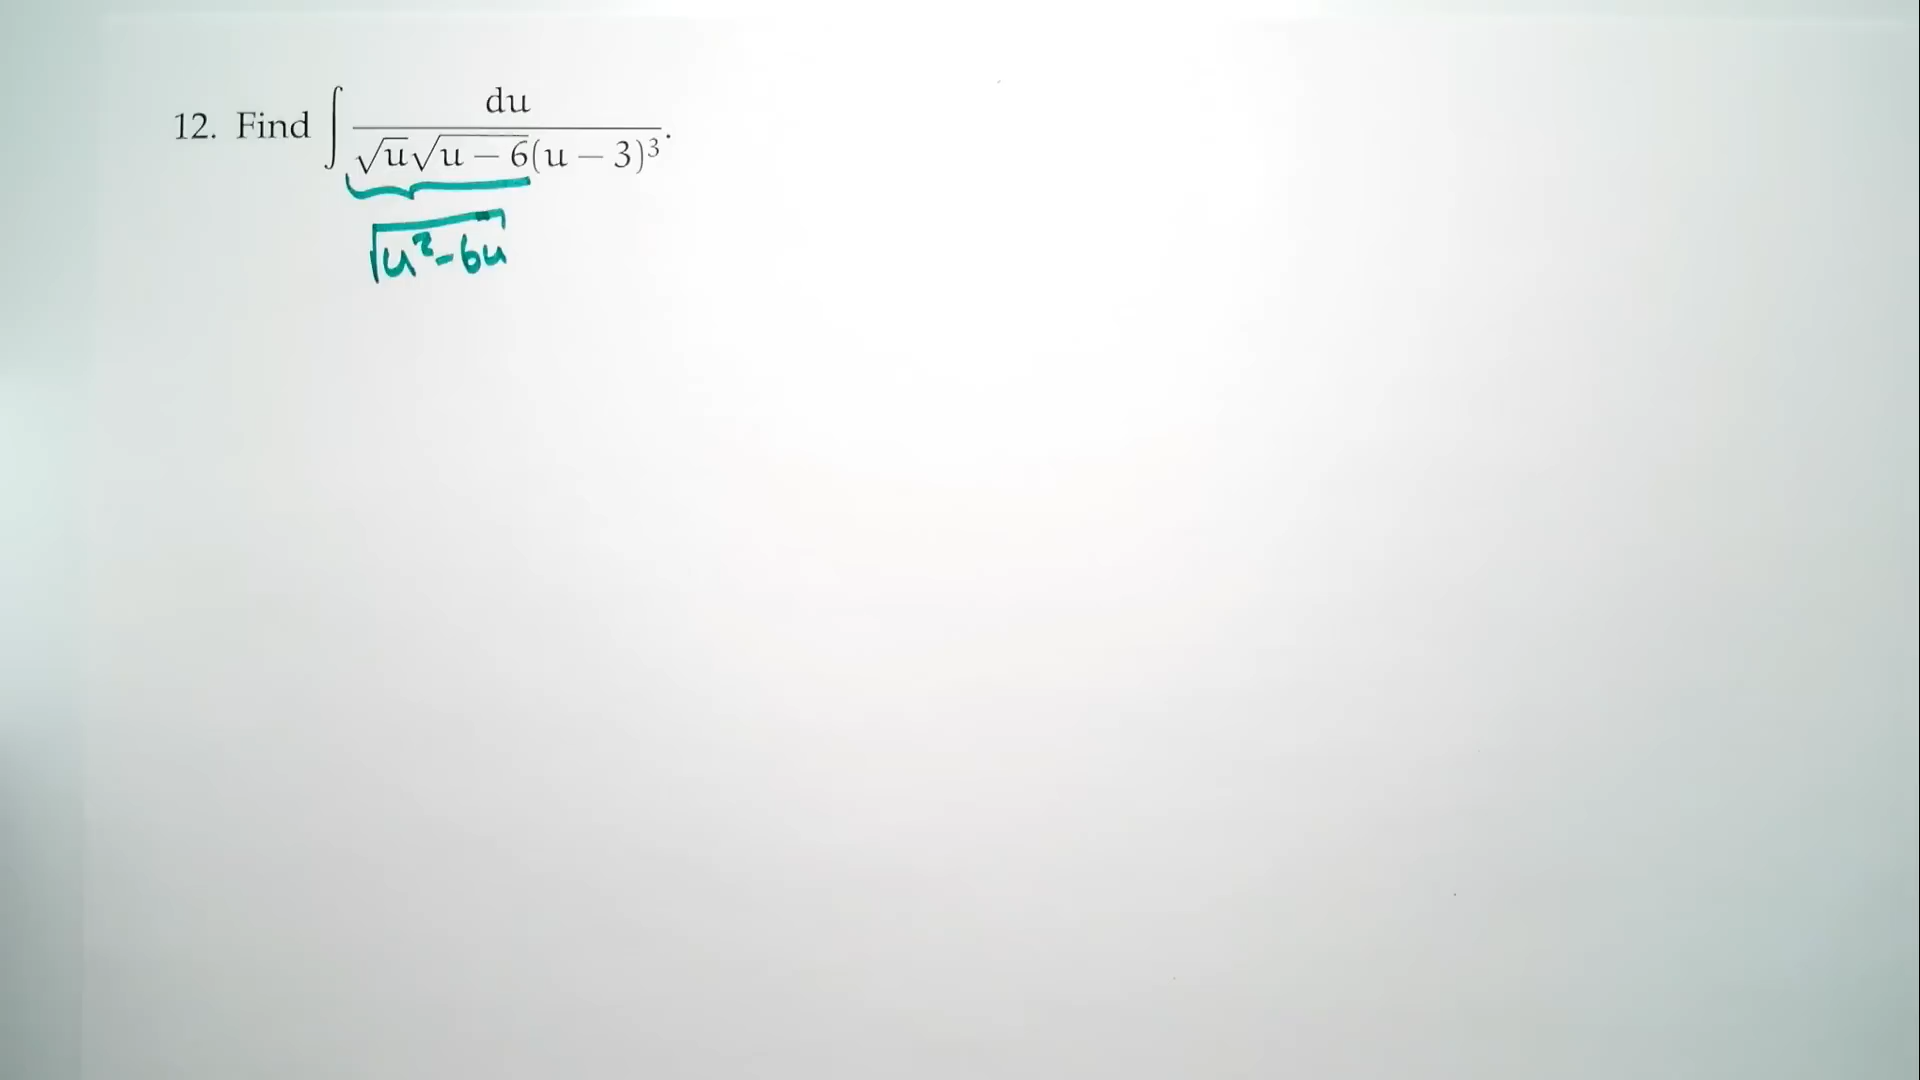 12. Find ∫ du / (√u√(u − 6)(u − 3)³).
√(u²-6u)